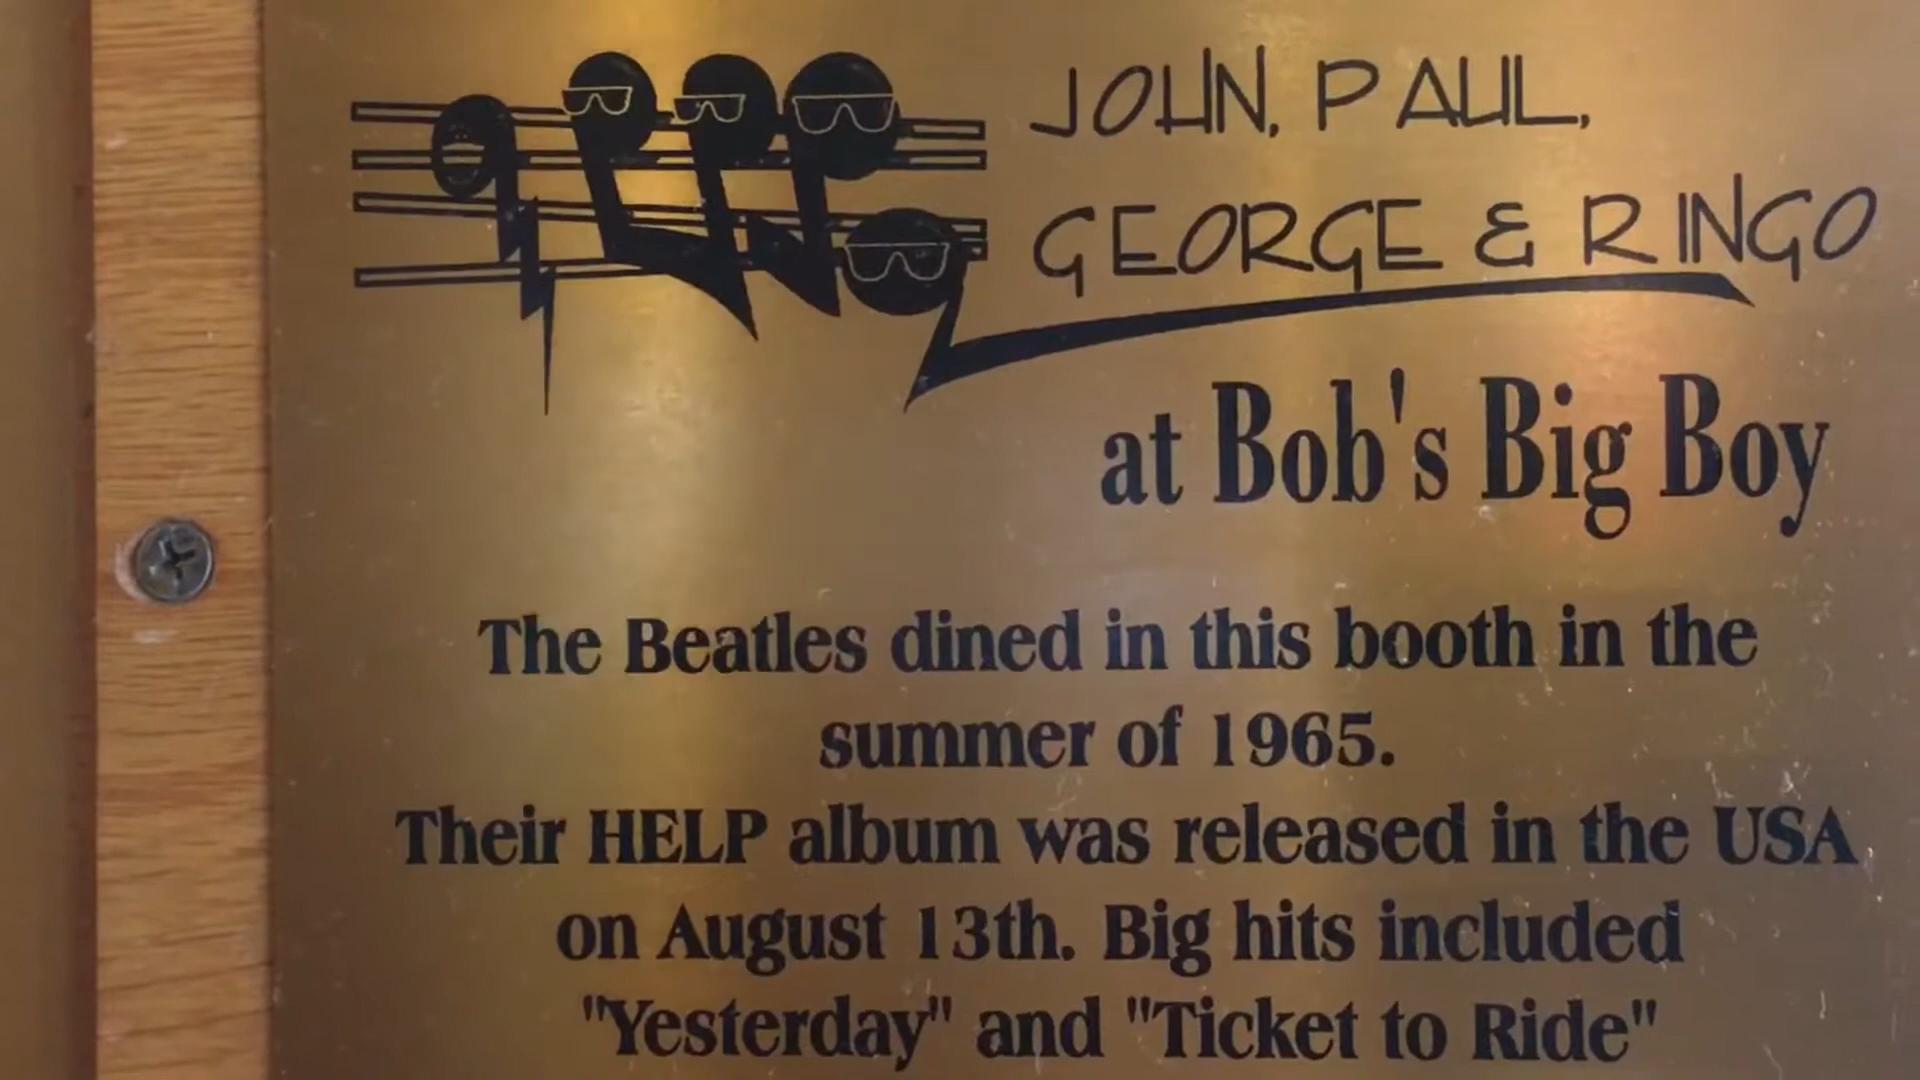 JOHN, PAUL,
GEORGE & RINGO
at Bob's Big Boy
The Beatles dined in this booth in the
summer of 1965.
Their HELP album was released in the USA
on August 13th. Big hits included
"Yesterday" and "Ticket to Ride"